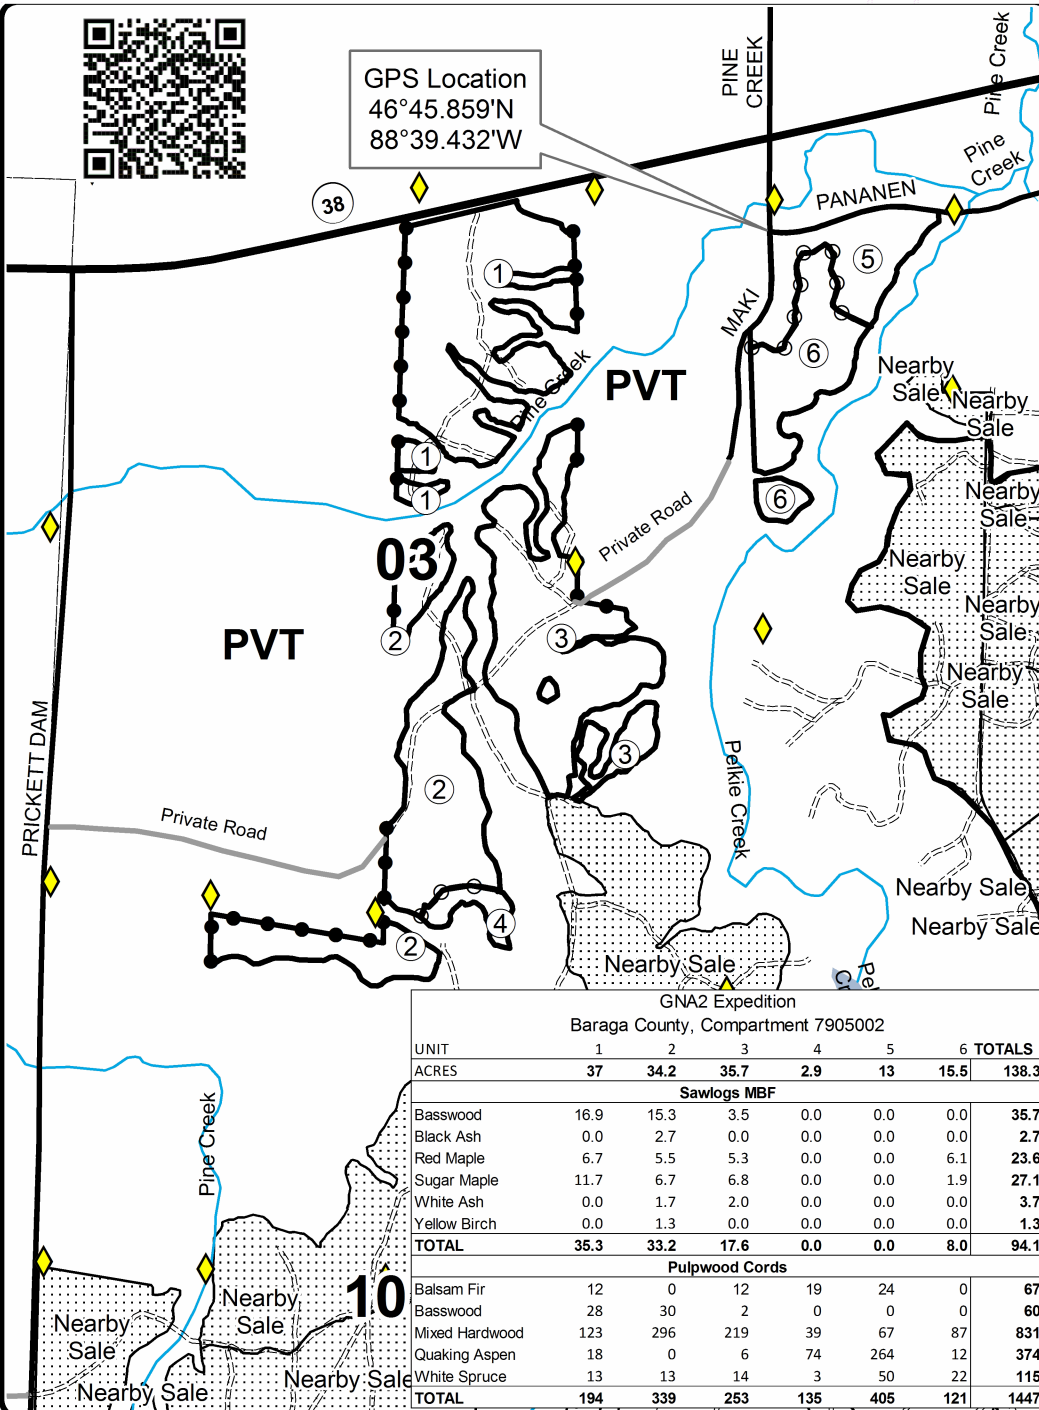 GPS Location
46°45.859'N
88°39.432'W
PINE
CREEK
Pine Creek
Pine
Creek
PANANEN
38
1
5
MAKI
6
Pine Creek
PVT
Nearby
Sale
Nearby
Sale
1
1
6
Nearby
Sale
Private Road
03
Nearby
Sale
Nearby
Sale
PVT
2
3
Nearby
Sale
PRICKETT DAM
Pelkie Creek
3
2
Private Road
Nearby Sale
4
Nearby Sale
2
Nearby Sale
Pel
Cr
GNA2 Expedition
Baraga County, Compartment 7905002
UNIT 1 2 3 4 5 6 TOTALS
ACRES 37 34.2 35.7 2.9 13 15.5 138.3
Sawlogs MBF
Basswood 16.9 15.3 3.5 0.0 0.0 0.0 35.7
Black Ash 0.0 2.7 0.0 0.0 0.0 0.0 2.7
Red Maple 6.7 5.5 5.3 0.0 0.0 6.1 23.6
Sugar Maple 11.7 6.7 6.8 0.0 0.0 1.9 27.1
White Ash 0.0 1.7 2.0 0.0 0.0 0.0 3.7
Yellow Birch 0.0 1.3 0.0 0.0 0.0 0.0 1.3
TOTAL 35.3 33.2 17.6 0.0 0.0 8.0 94.1
Pulpwood Cords
Balsam Fir 12 0 12 19 24 0 67
Basswood 28 30 2 0 0 0 60
Mixed Hardwood 123 296 219 39 67 87 831
Quaking Aspen 18 0 6 74 264 12 374
White Spruce 13 13 14 3 50 22 115
TOTAL 194 339 253 135 405 121 1447
Pine Creek
10
Nearby
Sale
Nearby
Sale
Nearby Sale
Nearby Sale